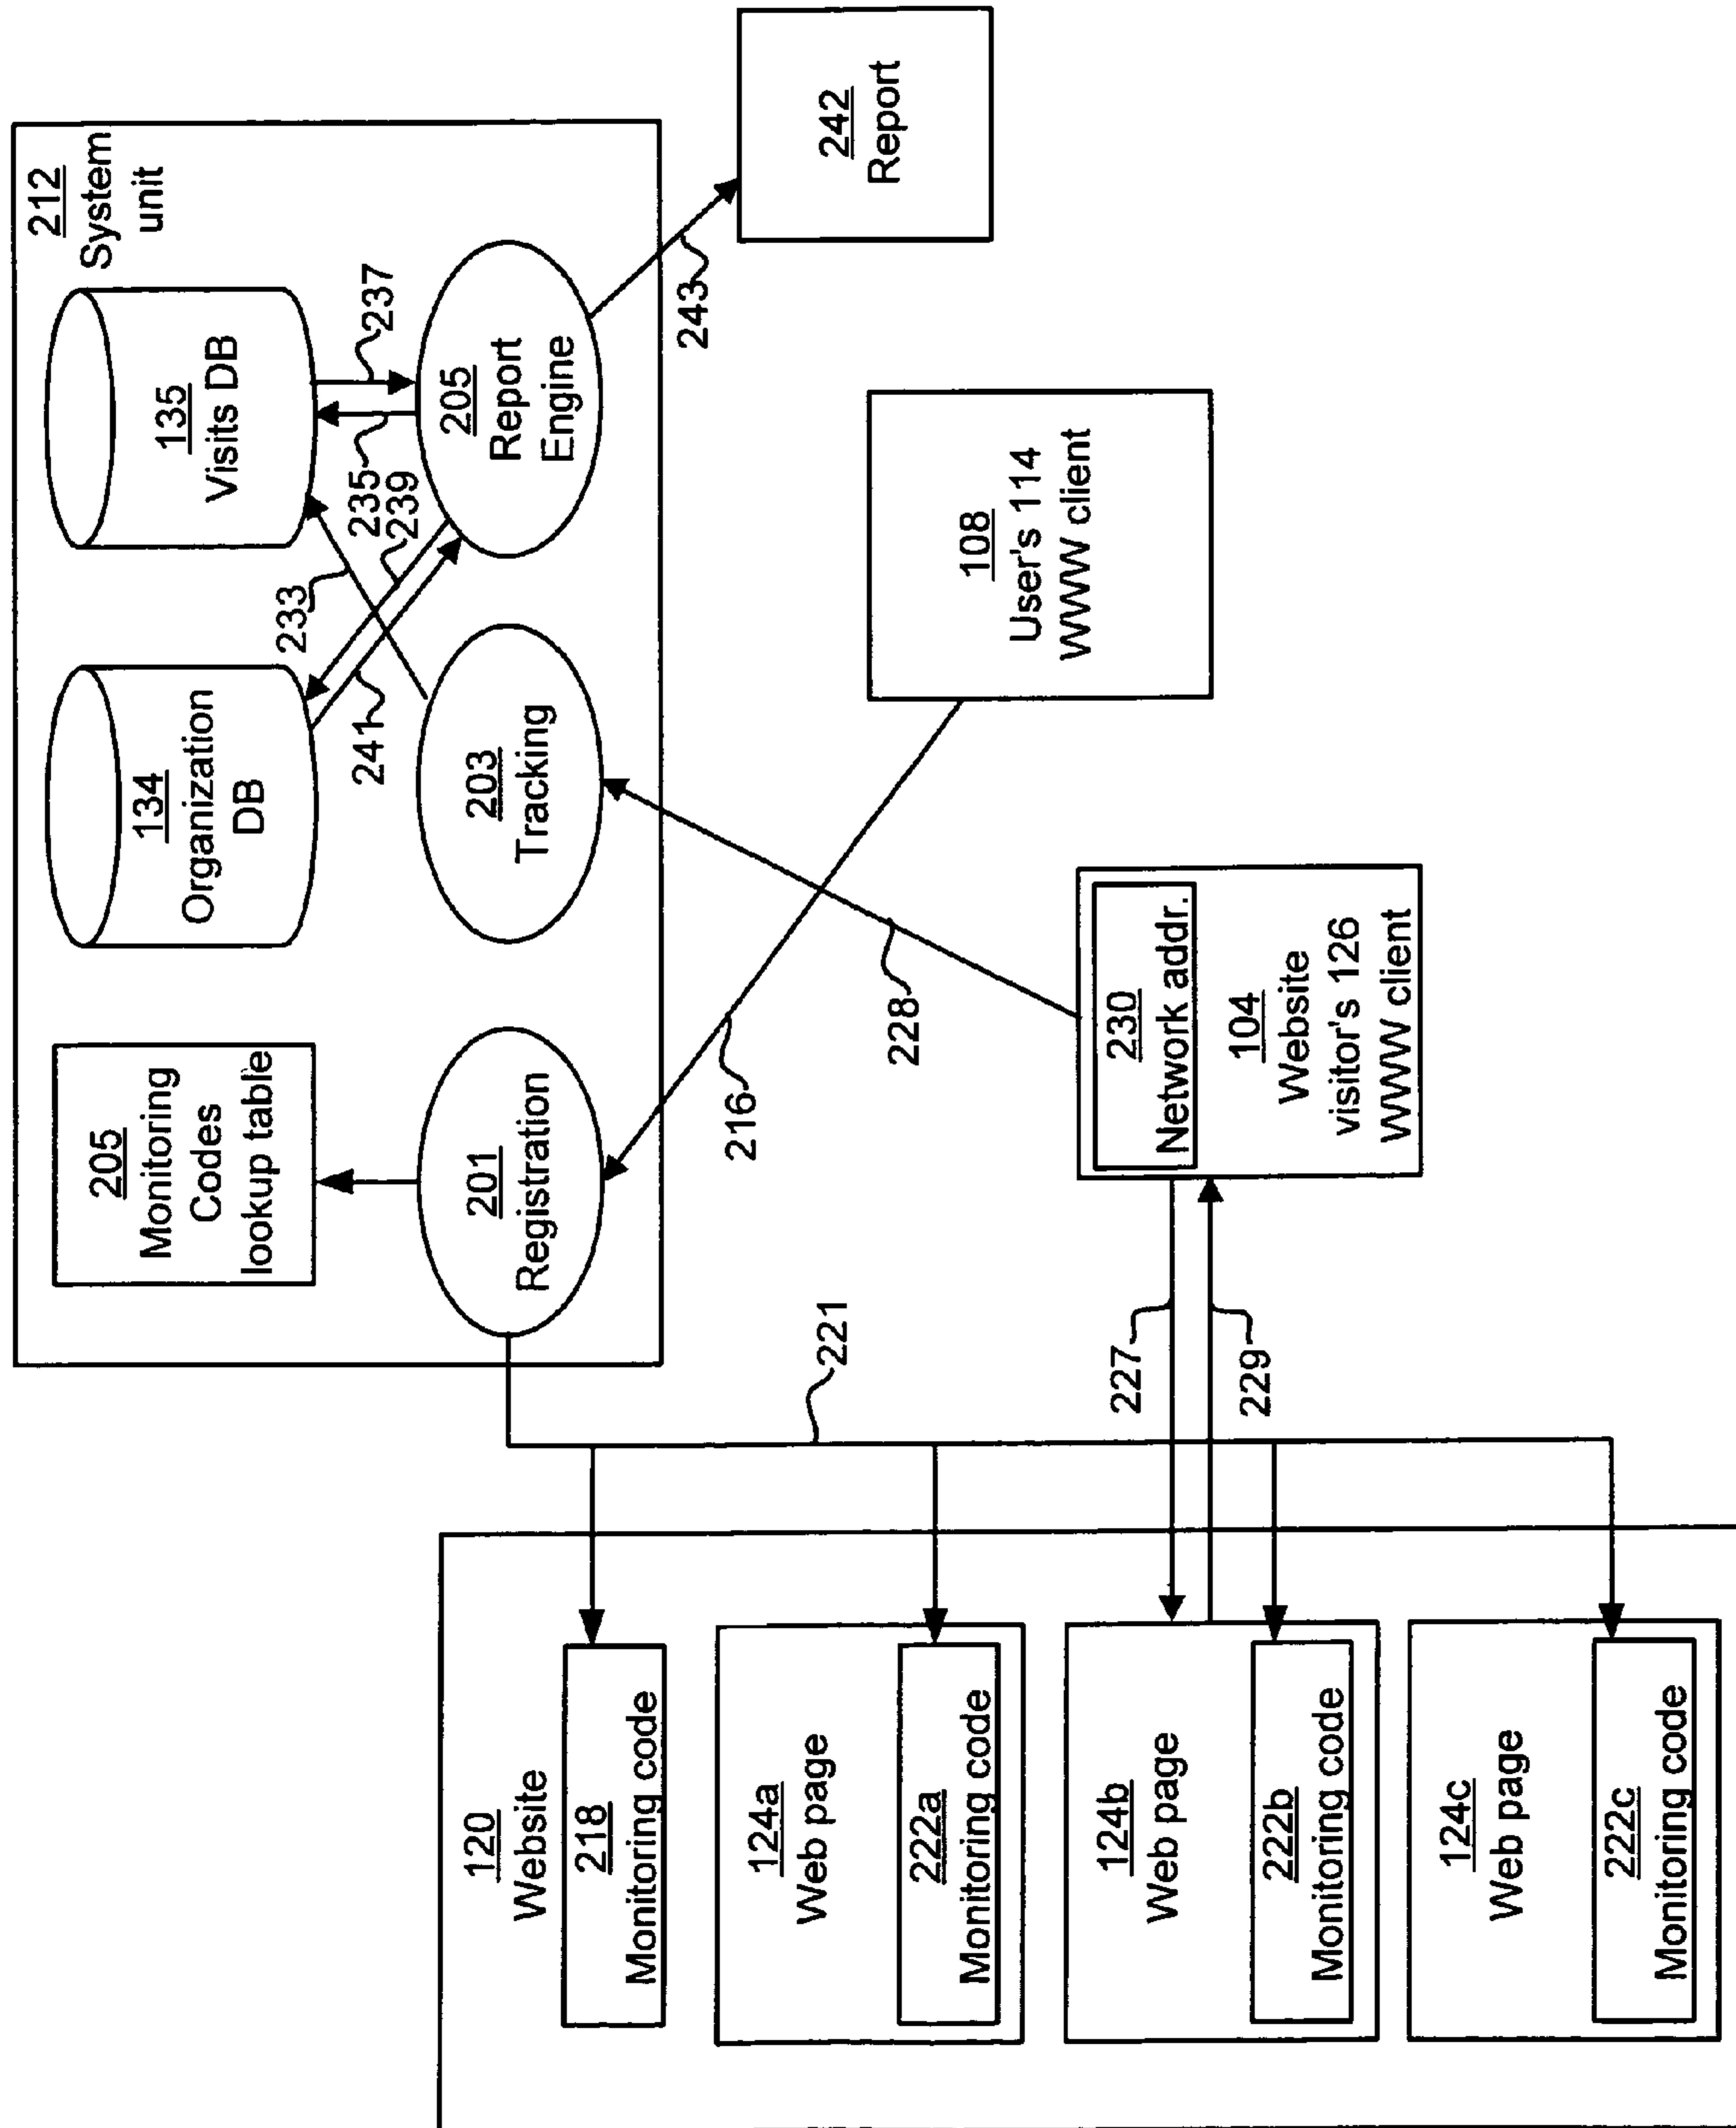 212
System
unit
205
Monitoring
Codes
lookup table
134
Organization
DB
135
Visits DB
233
241
235
239
237
201
Registration
203
Tracking
205
Report
Engine
243
242
Report
221
216
228
108
User's 114
WWW client
227
229
230
Network addr.
104
Website
visitor's 126
WWW client
120
Website
218
Monitoring code
124a
Web page
222a
Monitoring code
124b
Web page
222b
Monitoring code
124c
Web page
222c
Monitoring code